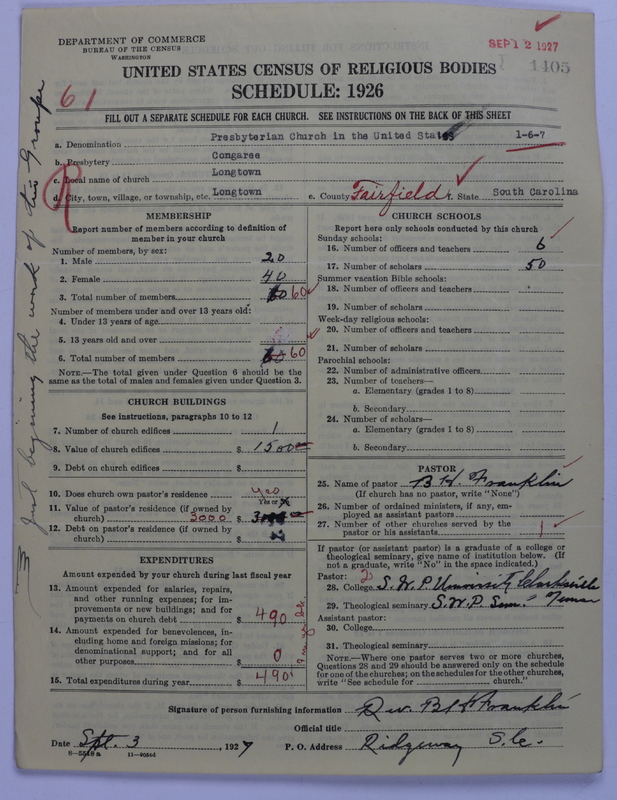 DEPARTMENT OF COMMERCE
BUREAU OF THE CENSUS
WASHINGTON
SEP 12 1927
1405
61
UNITED STATES CENSUS OF RELIGIOUS BODIES
SCHEDULE: 1926
FILL OUT A SEPARATE SCHEDULE FOR EACH CHURCH. SEE INSTRUCTIONS ON THE BACK OF THIS SHEET
a. Denomination Presbyterian Church in the United States 1-6-7
b. Presbytery Congaree
c. Local name of church Longtown
R
d. City, town, village, or township, etc. Longtown e. County Fairfield f. State South Carolina
MEMBERSHIP
Report number of members according to definition of
member in your church
Number of members, by sex:
1. Male 20
2. Female 40
3. Total number of members 60 60
Number of members under and over 13 years old:
4. Under 13 years of age
5. 13 years old and over
6. Total number of members 60 60
NOTE.—The total given under Question 6 should be the
same as the total of males and females given under Question 3.
CHURCH BUILDINGS
See instructions, paragraphs 10 to 12
7. Number of church edifices 1
8. Value of church edifices $ 1500
9. Debt on church edifices $
10. Does church own pastor's residence yes
Yes or
11. Value of pastor's residence (if owned by
church) 3000 $
12. Debt on pastor's residence (if owned by
church) $
EXPENDITURES
Amount expended by your church during last fiscal year
13. Amount expended for salaries, repairs,
and other running expenses; for im-
provements or new buildings; and for
payments on church debt $ 490
14. Amount expended for benevolences, in-
cluding home and foreign missions; for
denominational support; and for all
other purposes $ 0
15. Total expenditures during year $ 490
CHURCH SCHOOLS
Report here only schools conducted by this church
Sunday schools:
16. Number of officers and teachers 6
17. Number of scholars 50
Summer vacation Bible schools:
18. Number of officers and teachers
19. Number of scholars
Week-day religious schools:
20. Number of officers and teachers
21. Number of scholars
Parochial schools:
22. Number of administrative officers
23. Number of teachers—
a. Elementary (grades 1 to 8)
b. Secondary
24. Number of scholars—
a. Elementary (grades 1 to 8)
b. Secondary
PASTOR
25. Name of pastor B H. Franklin
(If church has no pastor, write "None")
26. Number of ordained ministers, if any, em-
ployed as assistant pastors
27. Number of other churches served by the
pastor or his assistants 1
If pastor (or assistant pastor) is a graduate of a college or
theological seminary, give name of institution below. (If
not a graduate, write "No" in the space indicated.)
Pastor: 2
28. College S. W. P. University Clarksville
29. Theological seminary S. W. P. Sem.
Assistant pastor:
30. College
31. Theological seminary
NOTE.—Where one pastor serves two or more churches,
Questions 28 and 29 should be answered only on the schedule
for one of the churches; on the schedules for the other churches,
write "See schedule for church."
Signature of person furnishing information Rev. B H Franklin
Official title
Date Sept. 3, 1927 P. O. Address Ridgeway S. C.
8—5548 a
Just begining the work of this Grouper